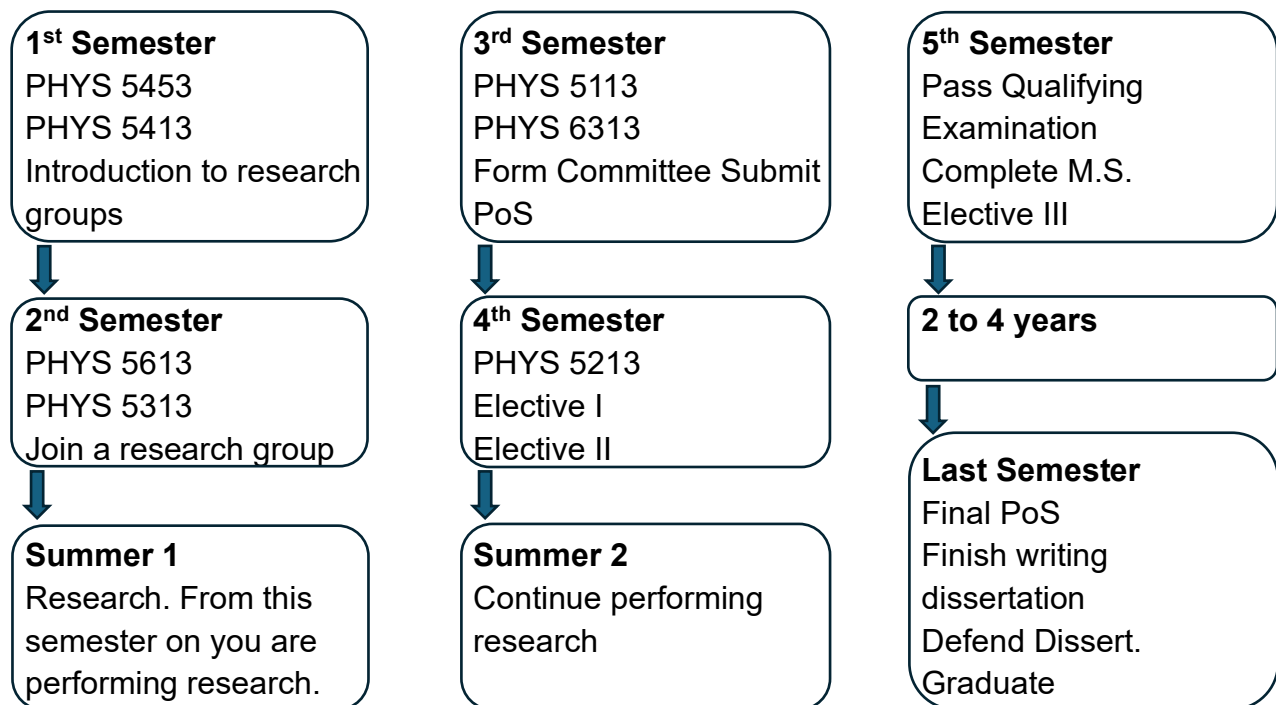 1st Semester
PHYS 5453
PHYS 5413
Introduction to research
groups
2nd Semester
PHYS 5613
PHYS 5313
Join a research group
Summer 1
Research. From this
semester on you are
performing research.
3rd Semester
PHYS 5113
PHYS 6313
Form Committee Submit
PoS
4th Semester
PHYS 5213
Elective I
Elective II
Summer 2
Continue performing
research
5th Semester
Pass Qualifying
Examination
Complete M.S.
Elective III
2 to 4 years
Last Semester
Final PoS
Finish writing
dissertation
Defend Dissert.
Graduate